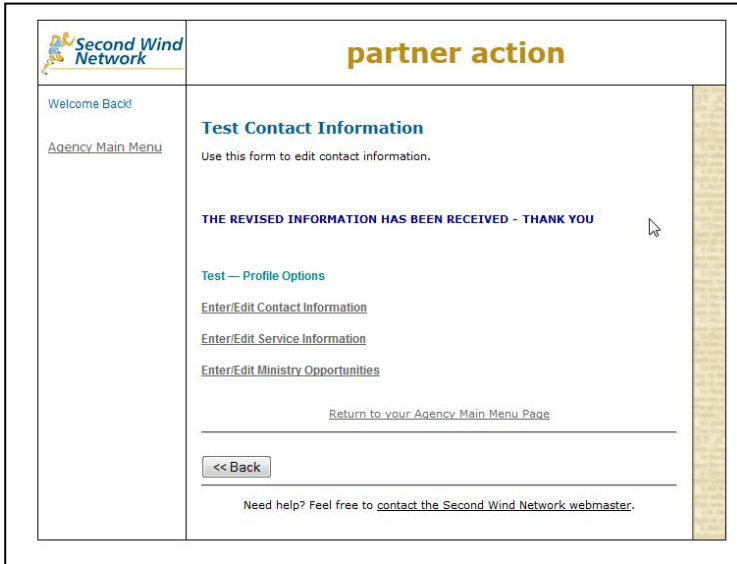 Second Wind
Network
partner action
Welcome Back!
Agency Main Menu
Test Contact Information
Use this form to edit contact information.
THE REVISED INFORMATION HAS BEEN RECEIVED - THANK YOU
Test — Profile Options
Enter/Edit Contact Information
Enter/Edit Service Information
Enter/Edit Ministry Opportunities
Return to your Agency Main Menu Page
<< Back
Need help? Feel free to contact the Second Wind Network webmaster.